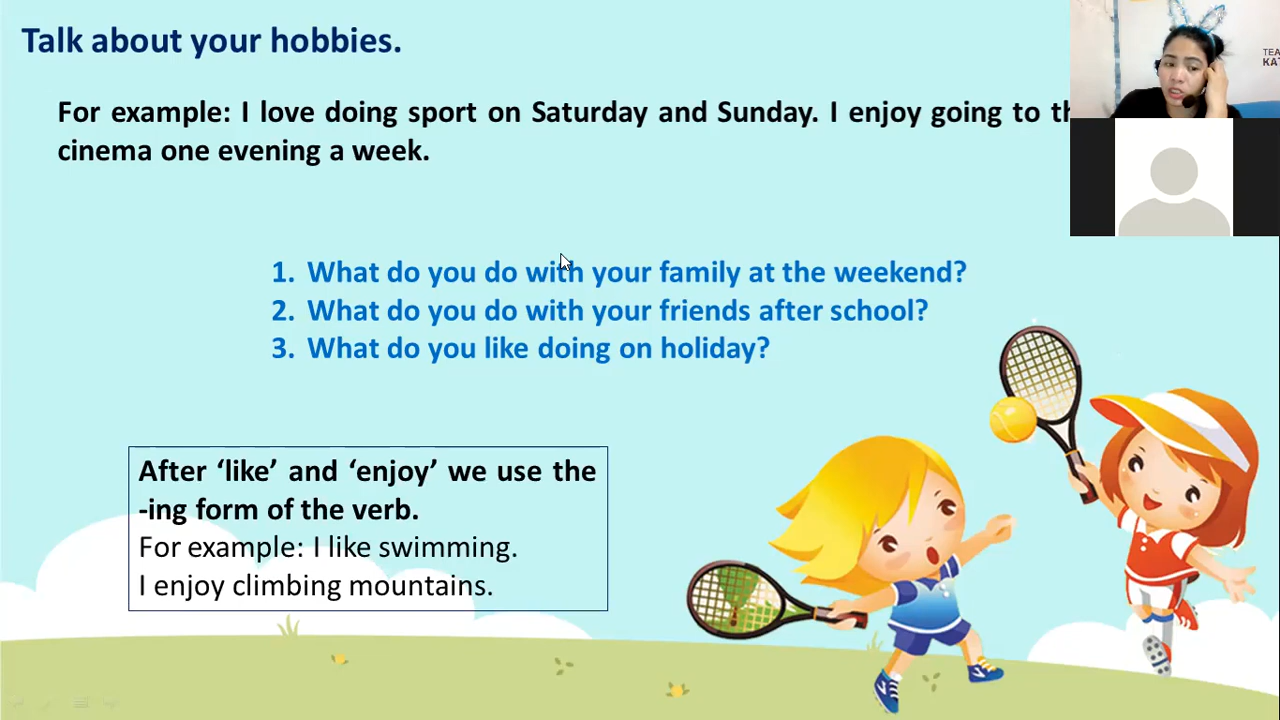 Talk about your hobbies.
For example: I love doing sport on Saturday and Sunday. I enjoy going to
cinema one evening a week.
1. What do you do with your family at the weekend?
2. What do you do with your friends after school?
3. What do you like doing on holiday?
After ‘like’ and ‘enjoy’ we use the
-ing form of the verb.
For example: I like swimming.
I enjoy climbing mountains.